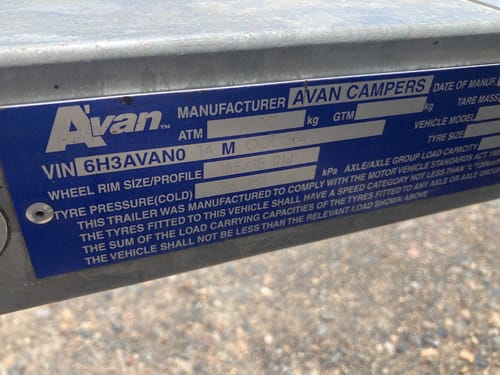 Avan™
MANUFACTURER AVAN CAMPERS DATE OF MANUF.
ATM kg GTM kg TARE MASS
VIN 6H3AVAN0 1A M VEHICLE MODEL
WHEEL RIM SIZE/PROFILE TYRE SIZE
TYRE PRESSURE(COLD) kPa AXLE/AXLE GROUP LOAD CAPACITY
THIS TRAILER WAS MANUFACTURED TO COMPLY WITH THE MOTOR VEHICLE STANDARDS ACT
THE TYRES FITTED TO THIS VEHICLE SHALL HAVE A SPEED CATEGORY NOT LESS THAN "L"
THE SUM OF THE LOAD CARRYING CAPACITIES OF THE TYRES FITTED TO ANY AXLE OR AXLE GROUP
THE VEHICLE SHALL NOT BE LESS THAN THE RELEVANT LOAD SHOWN ABOVE